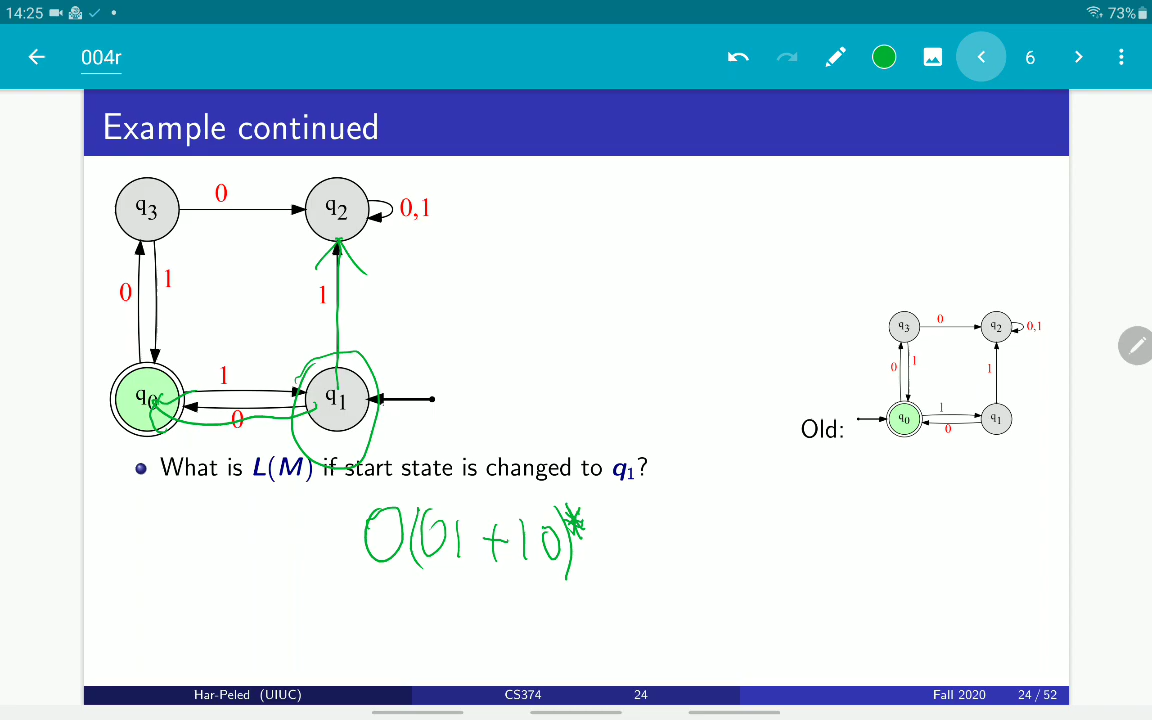 14:25
73%
004r
6
Example continued
q3 0 q2 0,1
0 1 1
q0 1 0 q1
q3 0 q2 0,1
0 1 1
Old: q0 1 0 q1
What is L(M) if start state is changed to q1?
0(01+10)*
Har-Peled (UIUC) CS374 24 Fall 2020 24 / 52